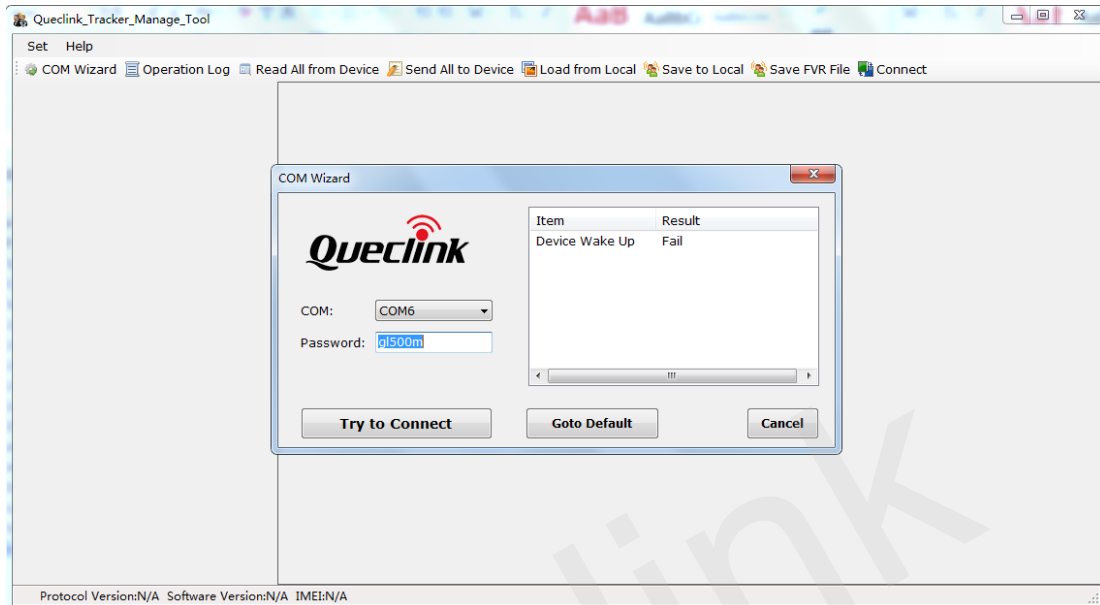 Queclink_Tracker_Manage_Tool
Set Help
COM Wizard Operation Log Read All from Device Send All to Device Load from Local Save to Local Save FVR File Connect
COM Wizard
Queclink
Item Result
Device Wake Up Fail
COM: COM6
Password: gl500m
Try to Connect Goto Default Cancel
Protocol Version:N/A Software Version:N/A IMEI:N/A